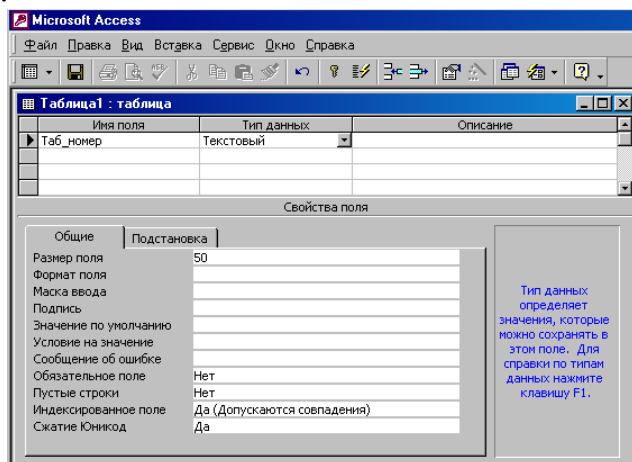 Microsoft Access
Файл Правка Вид Вставка Сервис Окно Справка
Таблица1 : таблица
Имя поля Тип данных Описание
Таб_номер Текстовый
Свойства поля
Общие Подстановка
Размер поля 50
Формат поля
Маска ввода
Подпись
Значение по умолчанию
Условие на значение
Сообщение об ошибке
Обязательное поле Нет
Пустые строки Нет
Индексированное поле Да (Допускаются совпадения)
Сжатие Юникод Да
Тип данных
определяет
значения, которые
можно сохранять в
этом поле. Для
справки по типам
данных нажмите
клавишу F1.